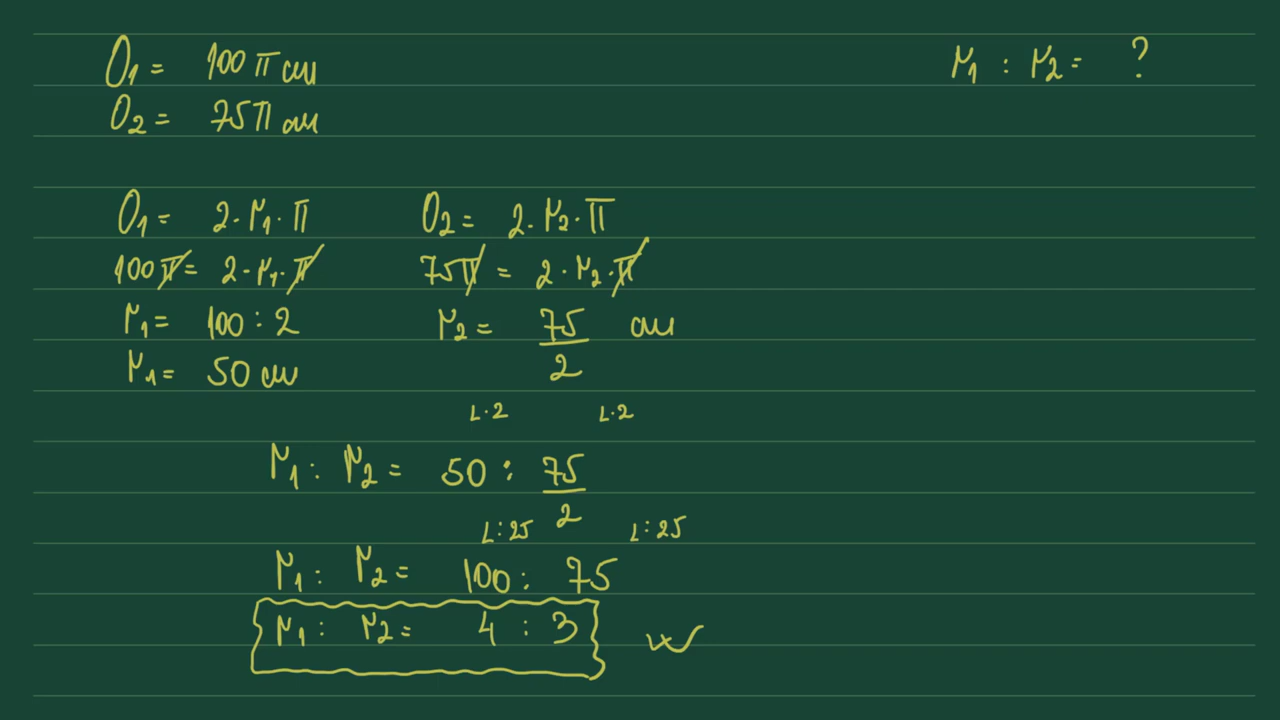 O₁ = 100 π cm
r₁ : r₂ = ?
O₂ = 75π cm
O₁ = 2 · r₁ · π
O₂ = 2 · r₂ · π
100π = 2 · r₁ · π
75π = 2 · r₂ · π
r₁ = 100 : 2
r₂ = 75/2 cm
r₁ = 50 cm
L·2 L·2
r₁ : r₂ = 50 : 75/2
L:25 L:25
r₁ : r₂ = 100 : 75
r₁ : r₂ = 4 : 3